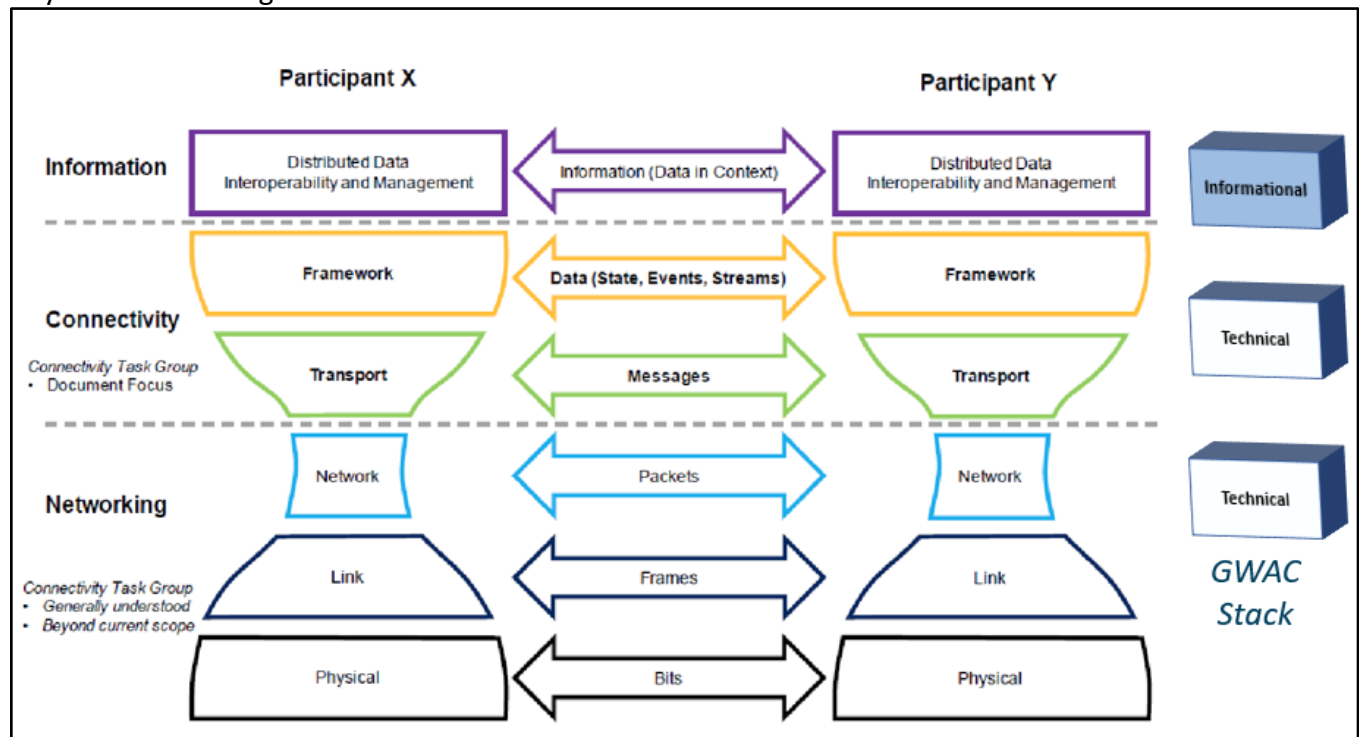 Participant X
Participant Y
Information
Distributed Data
Interoperability and Management
Information (Data in Context)
Distributed Data
Interoperability and Management
Informational
Framework
Data (State, Events, Streams)
Framework
Connectivity
Connectivity Task Group
• Document Focus
Transport
Messages
Transport
Technical
Network
Packets
Network
Technical
Networking
Connectivity Task Group
• Generally understood
• Beyond current scope
Link
Frames
Link
GWAC
Stack
Physical
Bits
Physical